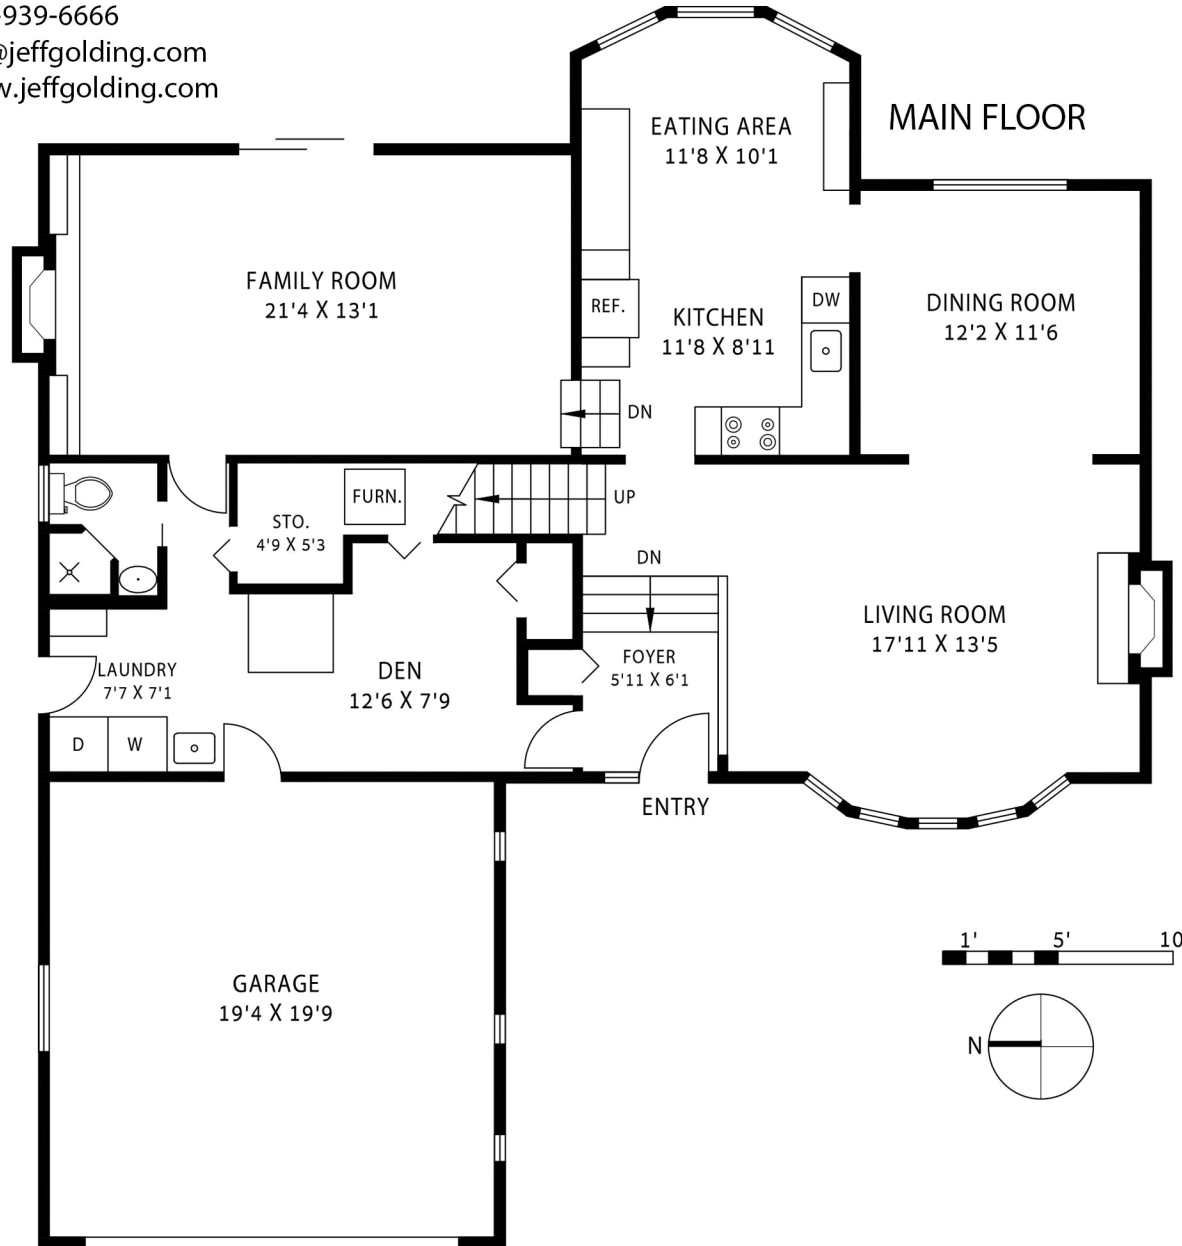 -939-6666
@jeffgolding.com
w.jeffgolding.com
MAIN FLOOR
EATING AREA
11'8 X 10'1
FAMILY ROOM
21'4 X 13'1
REF.
KITCHEN
11'8 X 8'11
DW
DINING ROOM
12'2 X 11'6
DN
FURN.
UP
STO.
4'9 X 5'3
DN
LIVING ROOM
17'11 X 13'5
FOYER
5'11 X 6'1
LAUNDRY
7'7 X 7'1
DEN
12'6 X 7'9
D
W
ENTRY
GARAGE
19'4 X 19'9
1' 5' 10
N